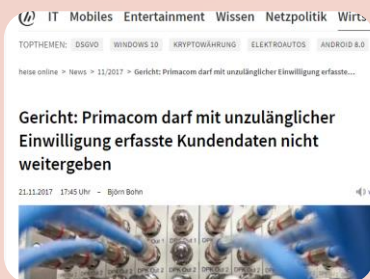 IT Mobiles Entertainment Wissen Netzpolitik Wirts
TOPTHEMEN: DSGVO WINDOWS 10 KRYPTOWÄHRUNG ELEKTROAUTOS ANDROID 8.0
heise online > News > 11/2017 > Gericht: Primacom darf mit unzulänglicher Einwilligung erfasste...
Gericht: Primacom darf mit unzulänglicher
Einwilligung erfasste Kundendaten nicht
weitergeben
21.11.2017 17:45 Uhr – Björn Bohn